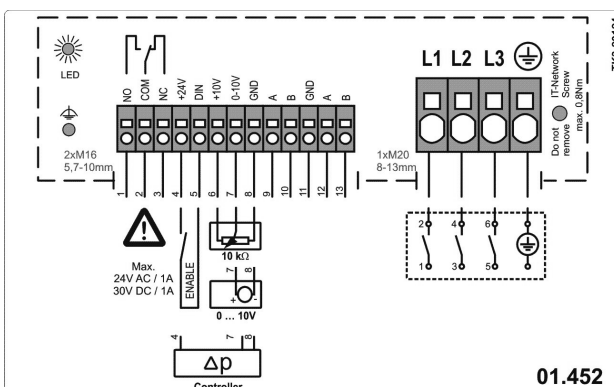 LED
2xM16
5,7-10mm
NO
COM
NC
+24V
DIN
+10V
0-10V
GND
A
B
GND
A
B
1
2
3
4
5
6
7
8
9
10
11
12
13
L1 L2 L3
IT-Network
Screw
Do not
remove
max. 0,8Nm
1xM20
8-13mm
Max.
24V AC / 1A
30V DC / 1A
ENABLE
10 kΩ
7 8
+ -
0 ... 10V
4 7 8
Δp
Controller
2 4 6
1 3 5
01.452